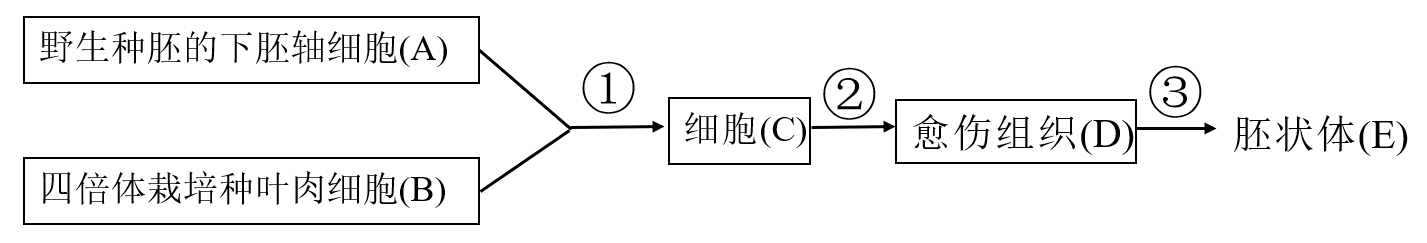 野生种胚的下胚轴细胞(A)
四倍体栽培种叶肉细胞(B)
①
细胞(C)
②
愈伤组织(D)
③
胚状体(E)